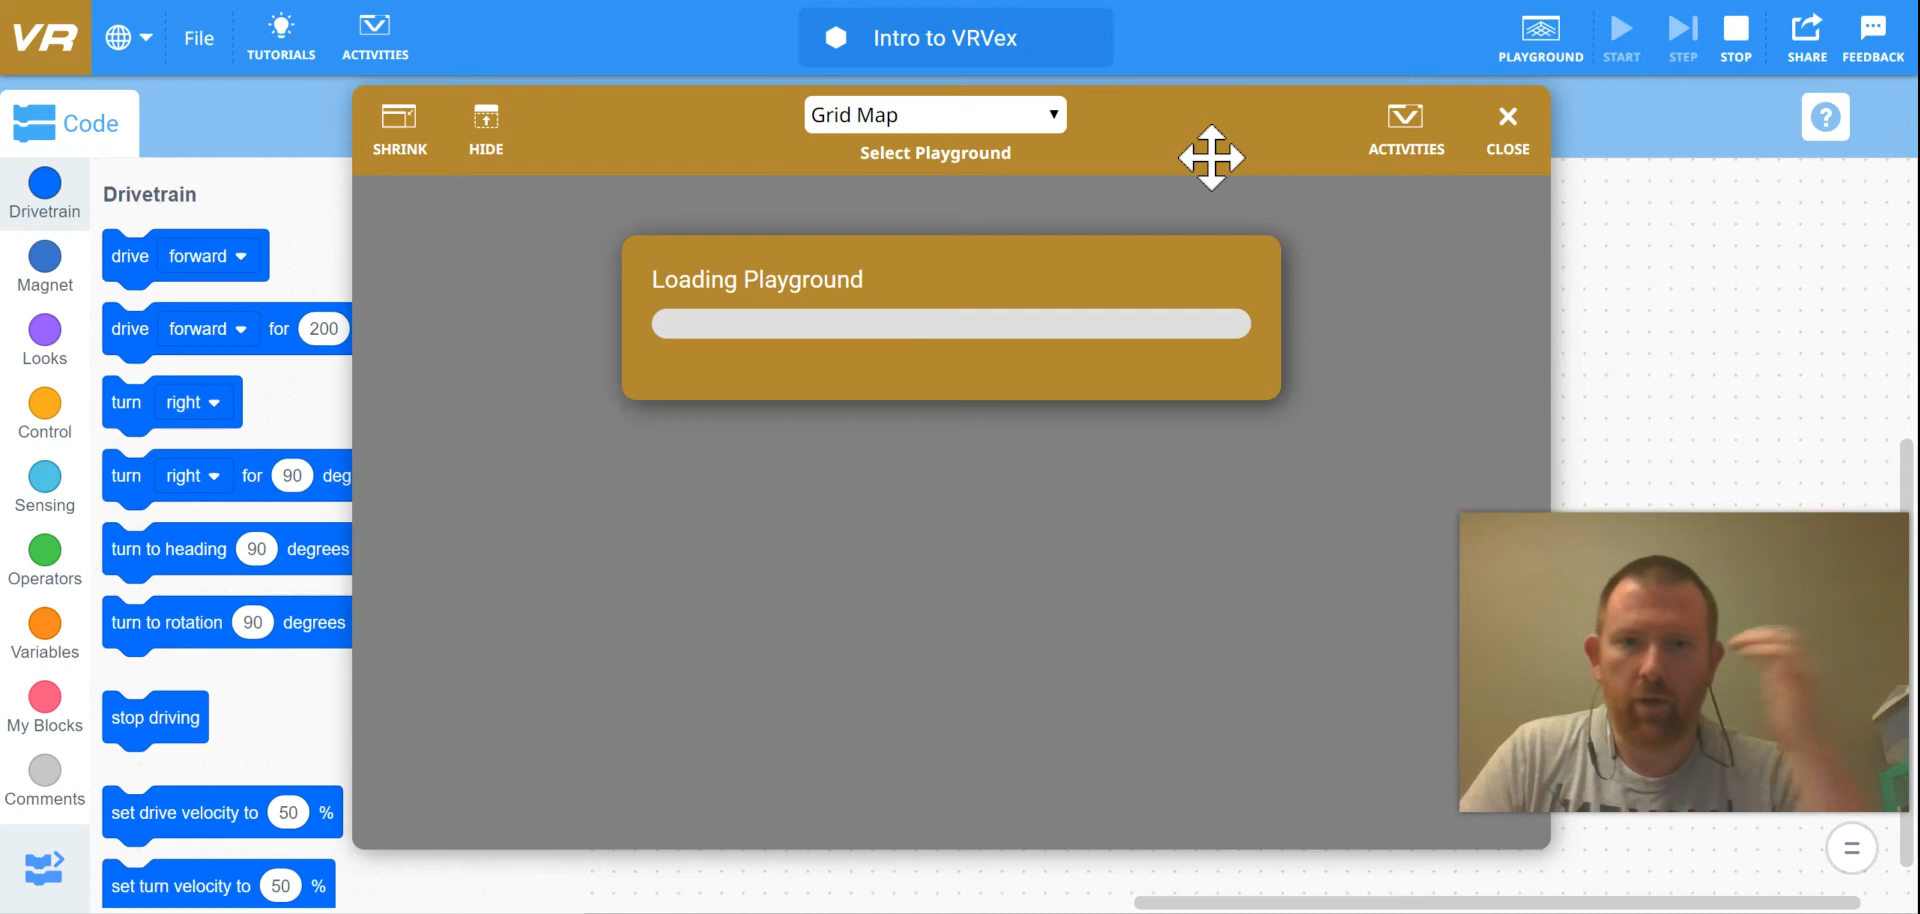 VR
File
TUTORIALS
ACTIVITIES
Intro to VRVex
PLAYGROUND
START
STEP
STOP
SHARE
FEEDBACK
Code
SHRINK
HIDE
Grid Map
Select Playground
ACTIVITIES
CLOSE
?
Drivetrain
Magnet
Looks
Control
Sensing
Operators
Variables
My Blocks
Comments
Drivetrain
drive forward
drive forward for 200
turn right
turn right for 90 deg
turn to heading 90 degrees
turn to rotation 90 degrees
stop driving
set drive velocity to 50 %
set turn velocity to 50 %
Loading Playground
=